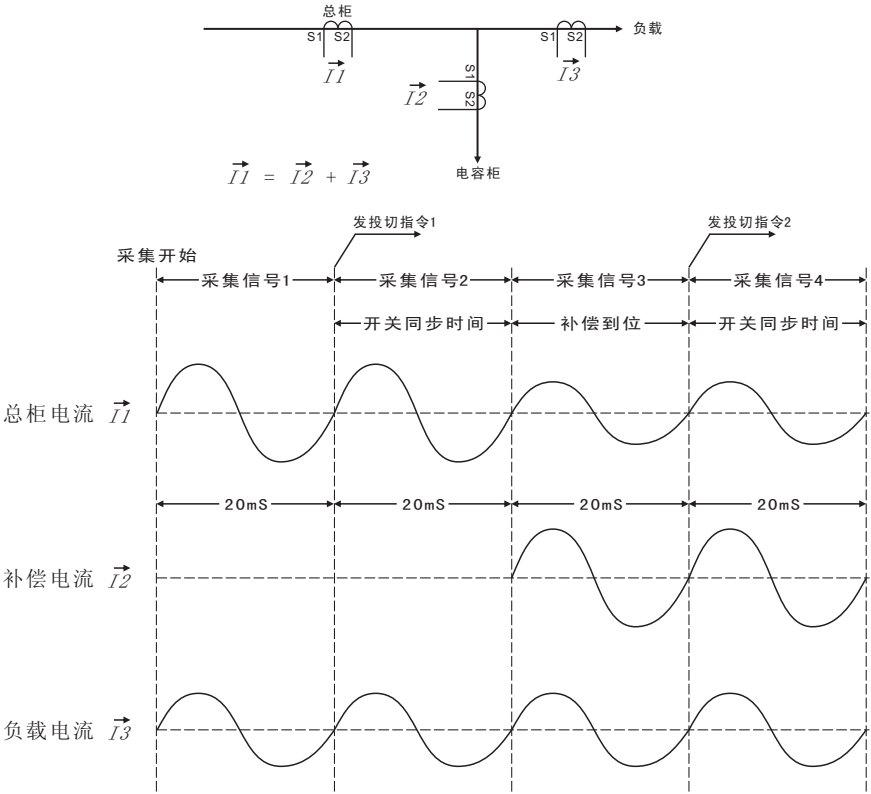 总柜
S1 S2
I1
S1
S2
I2
S1 S2
I3
负载
电容柜
I1 = I2 + I3
发投切指令1
发投切指令2
采集开始
采集信号1 采集信号2 采集信号3 采集信号4
开关同步时间 补偿到位 开关同步时间
总柜电流 I1
20mS 20mS 20mS 20mS
补偿电流 I2
负载电流 I3